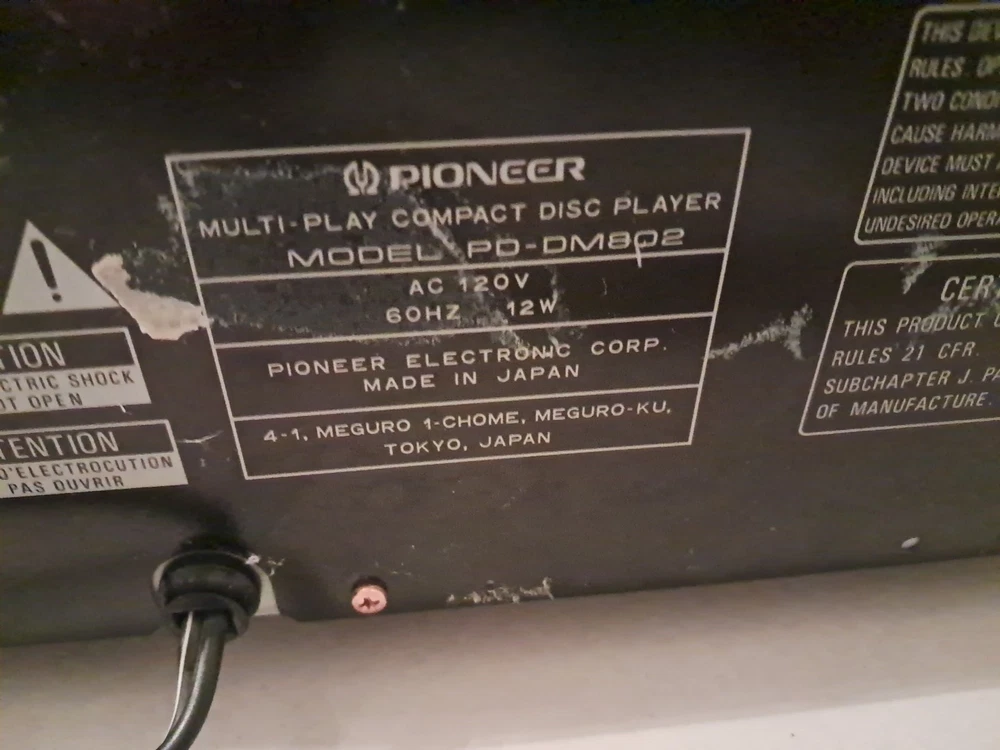 PIONEER
MULTI-PLAY COMPACT DISC PLAYER
MODEL PD-DM802
AC 120V
60HZ 12W
PIONEER ELECTRONIC CORP.
MADE IN JAPAN
4-1, MEGURO 1-CHOME, MEGURO-KU,
TOKYO, JAPAN
TION
CTRIC SHOCK
OT OPEN
TENTION
D'ELECTROCUTION
PAS OUVRIR
THIS DEV
RULES. OP
TWO COND
CAUSE HARM
DEVICE MUST
INCLUDING INTE
UNDESIRED OPER
CER
THIS PRODUCT
RULES 21 CFR.
SUBCHAPTER J. PA
OF MANUFACTURE.